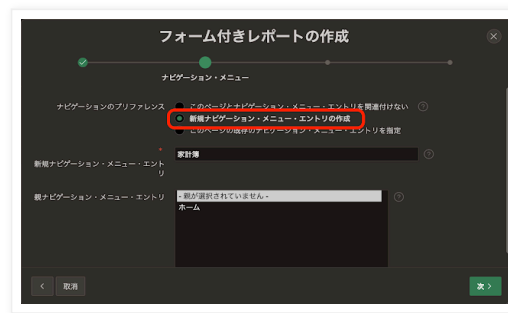 フォーム付きレポートの作成
ナビゲーション・メニュー
ナビゲーションのプリファレンス
このページとナビゲーション・メニュー・エントリを関連付けない
新規ナビゲーション・メニュー・エントリの作成
このページの既存のナビゲーション・メニュー・エントリを指定
新規ナビゲーション・メニュー・エント
リ
家計簿
親ナビゲーション・メニュー・エントリ
- 親が選択されていません -
ホーム
取消
次